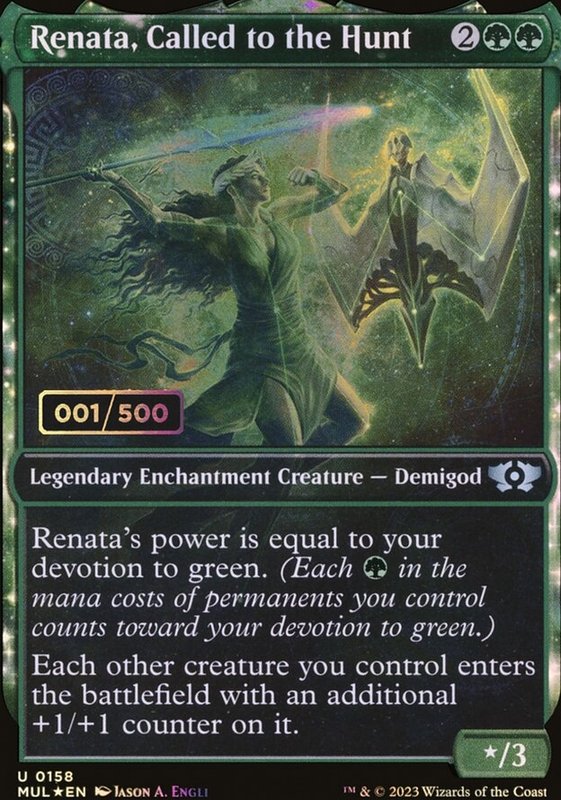 Renata, Called to the Hunt 2
001/500
Legendary Enchantment Creature — Demigod
Renata's power is equal to your
devotion to green. (Each in the
mana costs of permanents you control
counts toward your devotion to green.)
Each other creature you control enters
the battlefield with an additional
+1/+1 counter on it.
*/3
U 0158
MUL★EN Jason A. Engle
™ & © 2023 Wizards of the Coast